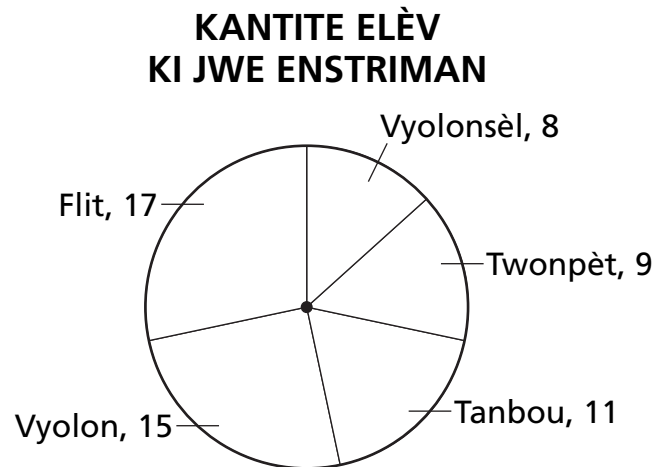 KANTITE ELÈV
KI JWE ENSTRIMAN
Vyolonsèl, 8
Flit, 17
Twonpèt, 9
Vyolon, 15
Tanbou, 11